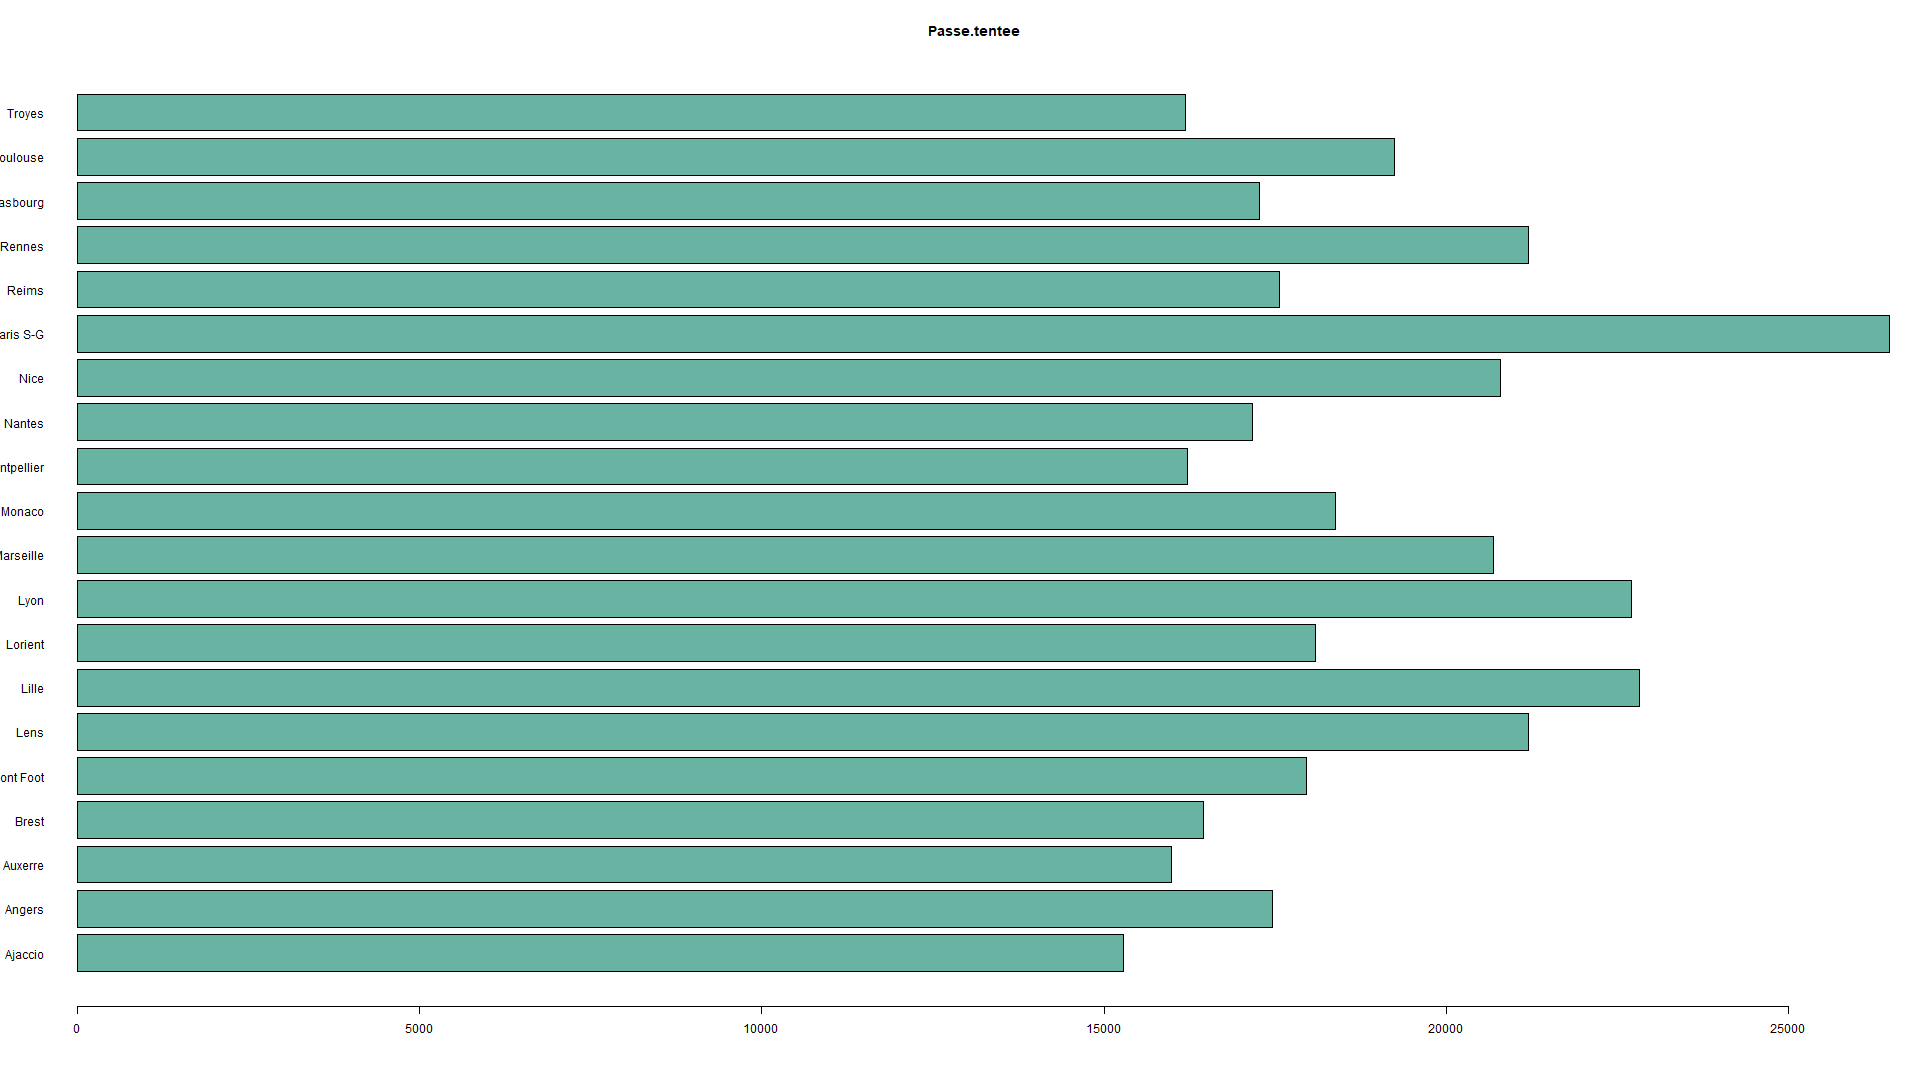 Passe.tentee
Troyes
oulouse
asbourg
Rennes
Reims
aris S-G
Nice
Nantes
ntpellier
Monaco
Marseille
Lyon
Lorient
Lille
Lens
ont Foot
Brest
Auxerre
Angers
Ajaccio
0 5000 10000 15000 20000 25000